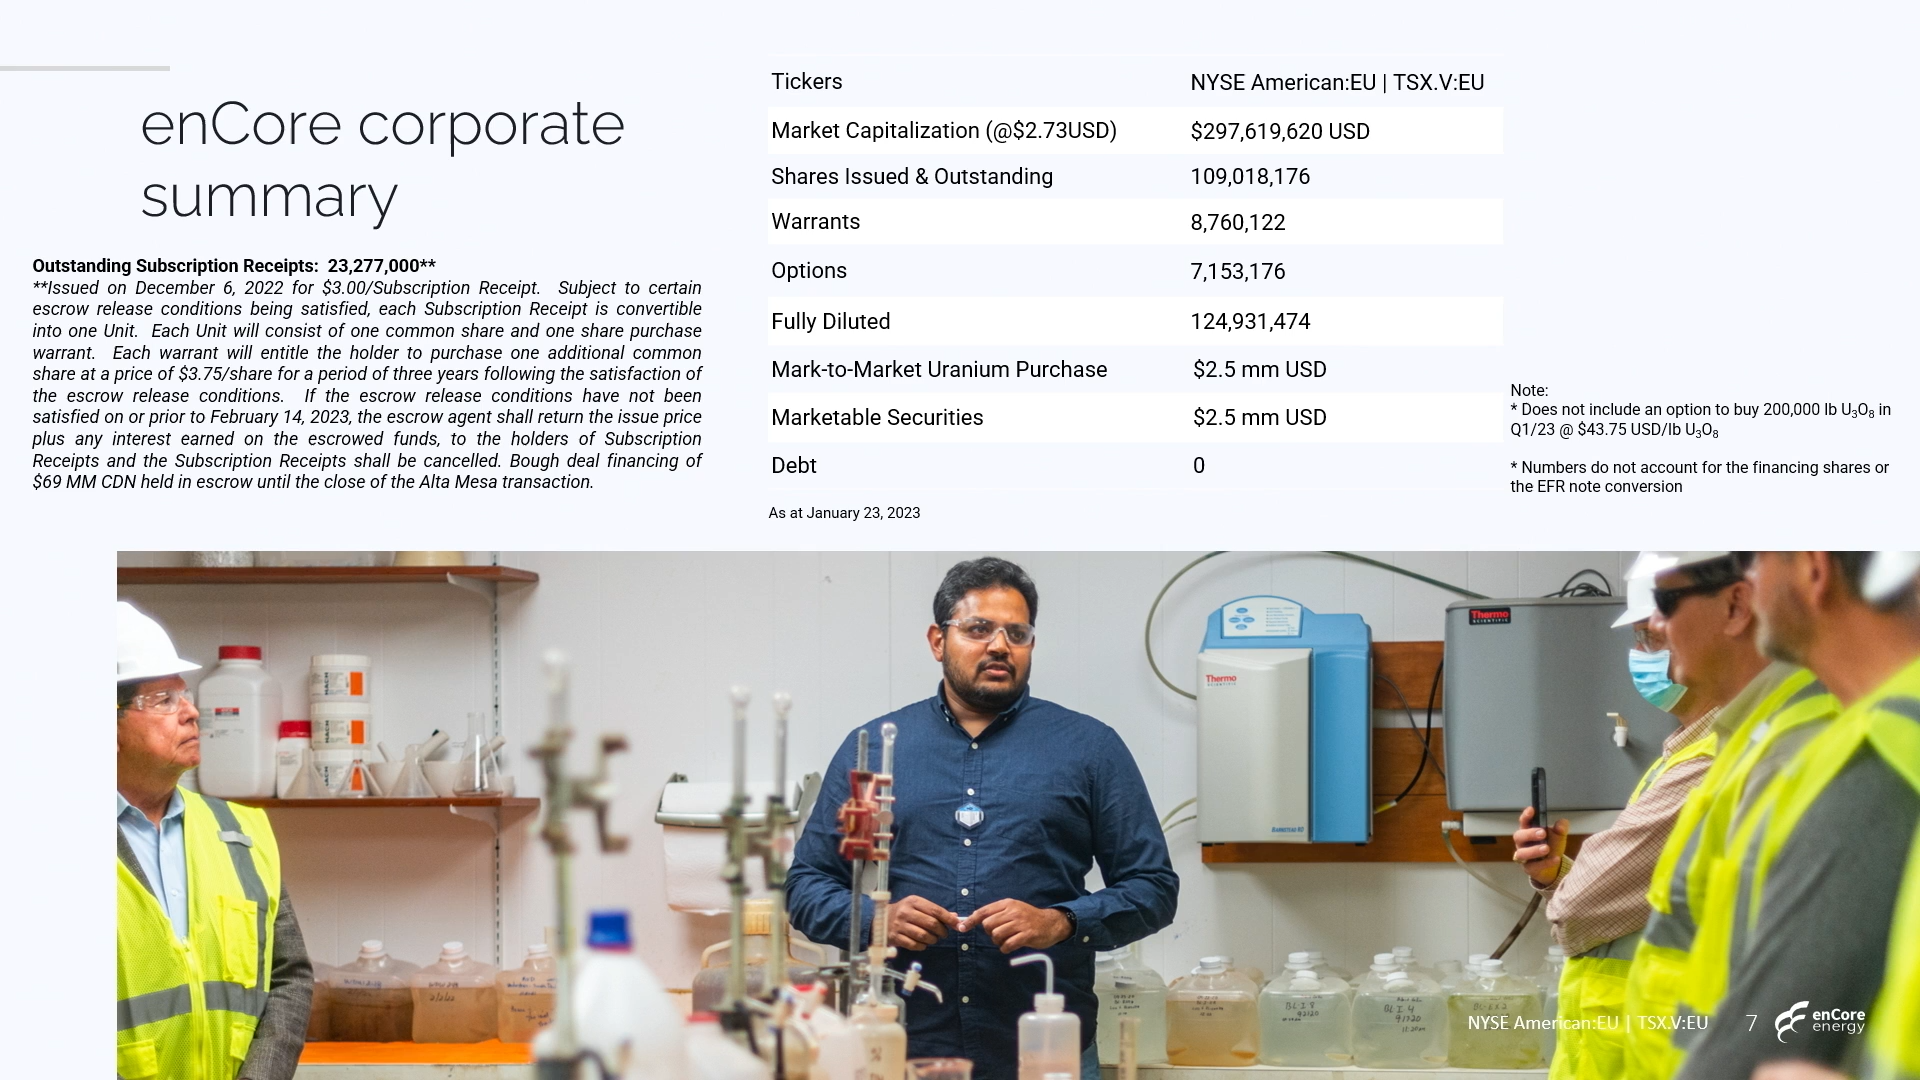 enCore corporate
summary
Outstanding Subscription Receipts:  23,277,000**
**Issued on December 6, 2022 for $3.00/Subscription Receipt.  Subject to certain
escrow release conditions being satisfied, each Subscription Receipt is convertible
into one Unit.  Each Unit will consist of one common share and one share purchase
warrant.  Each warrant will entitle the holder to purchase one additional common
share at a price of $3.75/share for a period of three years following the satisfaction of
the escrow release conditions.  If the escrow release conditions have not been
satisfied on or prior to February 14, 2023, the escrow agent shall return the issue price
plus any interest earned on the escrowed funds, to the holders of Subscription
Receipts and the Subscription Receipts shall be cancelled. Bough deal financing of
$69 MM CDN held in escrow until the close of the Alta Mesa transaction.
Tickers NYSE American:EU | TSX.V:EU
Market Capitalization (@$2.73USD) $297,619,620 USD
Shares Issued & Outstanding 109,018,176
Warrants 8,760,122
Options 7,153,176
Fully Diluted 124,931,474
Mark-to-Market Uranium Purchase $2.5 mm USD
Marketable Securities $2.5 mm USD
Debt 0
As at January 23, 2023
Note:
* Does not include an option to buy 200,000 lb U₃O₈ in
Q1/23 @ $43.75 USD/lb U₃O₈
* Numbers do not account for the financing shares or
the EFR note conversion
Thermo
SCIENTIFIC
Thermo
SCIENTIFIC
HACH
HACH
HACH
NYSE American:EU | TSX.V:EU
7
enCore
energy